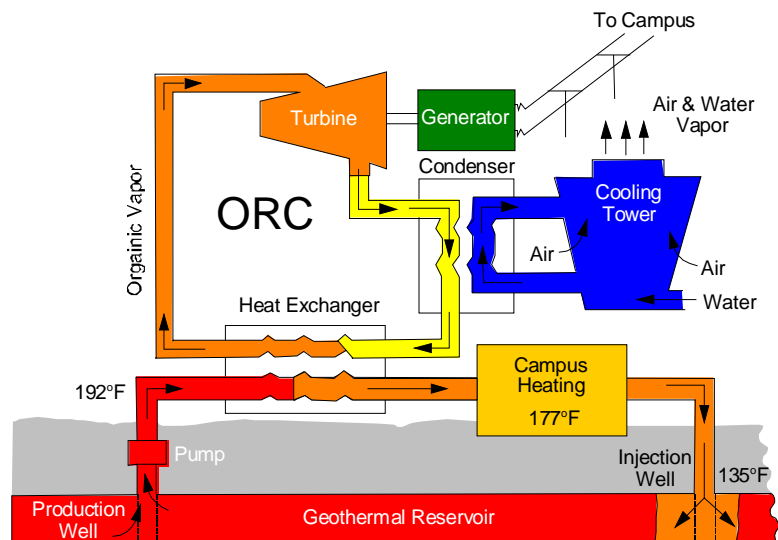 To Campus
Turbine
Generator
Air & Water
Vapor
Condenser
Cooling
Tower
Orgainic Vapor
ORC
Air
Air
Water
Heat Exchanger
192°F
Campus
Heating
177°F
Pump
Injection
Well
135°F
Production
Well
Geothermal Reservoir